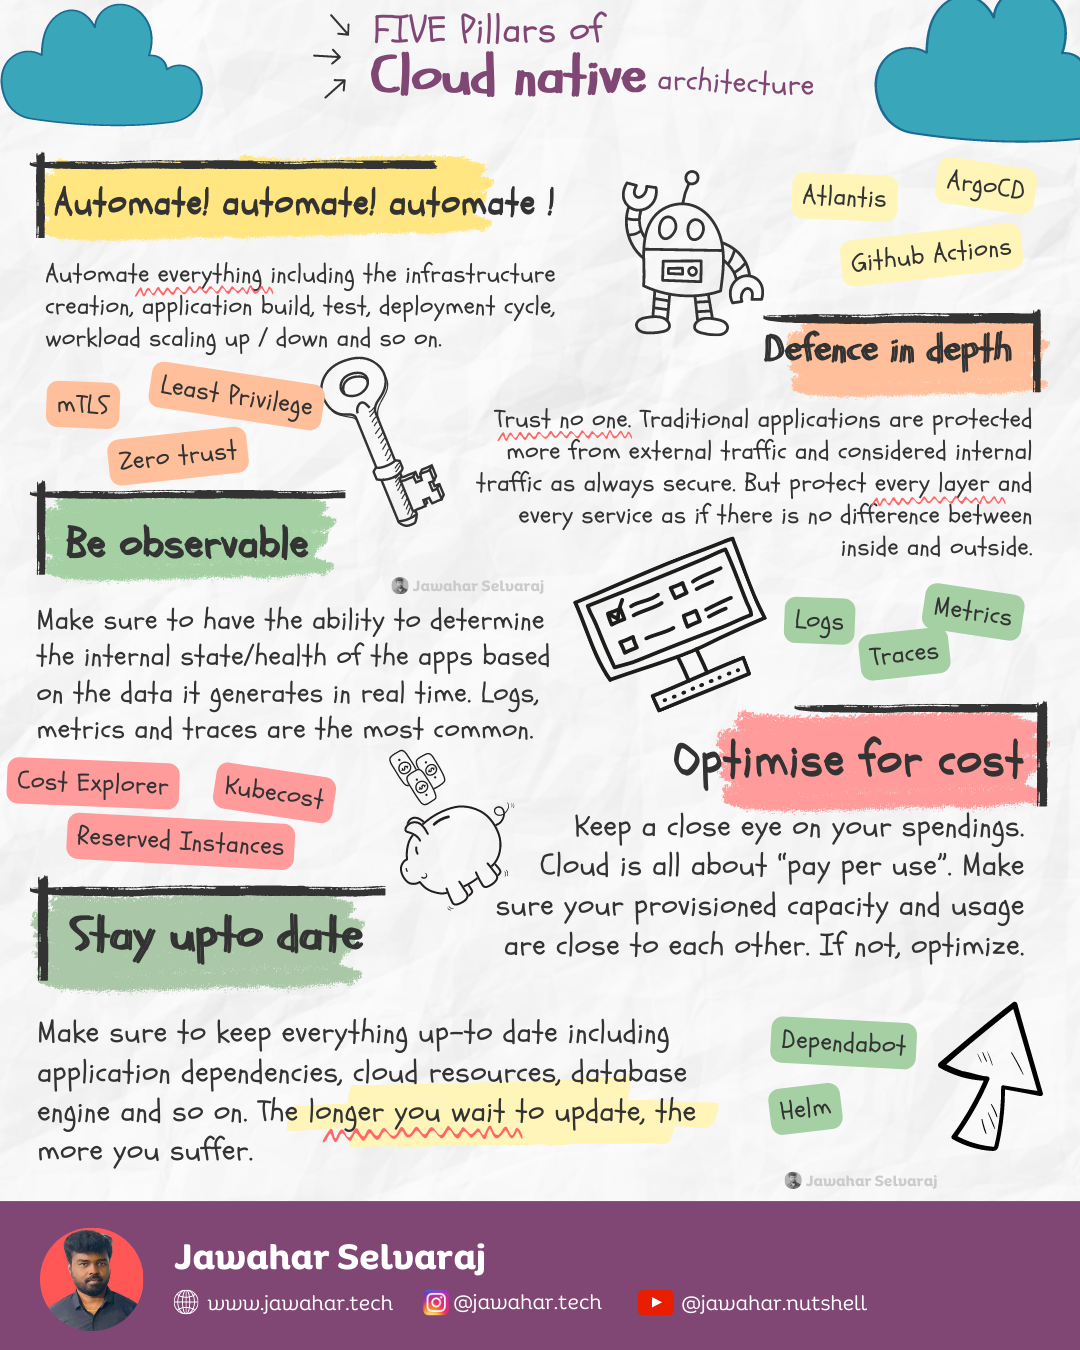 FIVE Pillars of
Cloud native architecture
Automate! automate! automate !
Automate everything including the infrastructure
creation, application build, test, deployment cycle,
workload scaling up / down and so on.
Atlantis
ArgoCD
Github Actions
Defence in depth
Trust no one. Traditional applications are protected
more from external traffic and considered internal
traffic as always secure. But protect every layer and
every service as if there is no difference between
inside and outside.
mTLS
Least Privilege
Zero trust
Be observable
Jawahar Selvaraj
Make sure to have the ability to determine
the internal state/health of the apps based
on the data it generates in real time. Logs,
metrics and traces are the most common.
Logs
Metrics
Traces
Optimise for cost
Keep a close eye on your spendings.
Cloud is all about “pay per use”. Make
sure your provisioned capacity and usage
are close to each other. If not, optimize.
Cost Explorer
Kubecost
Reserved Instances
Stay upto date
Make sure to keep everything up-to date including
application dependencies, cloud resources, database
engine and so on. The longer you wait to update, the
more you suffer.
Dependabot
Helm
Jawahar Selvaraj
Jawahar Selvaraj
www.jawahar.tech @jawahar.tech @jawahar.nutshell